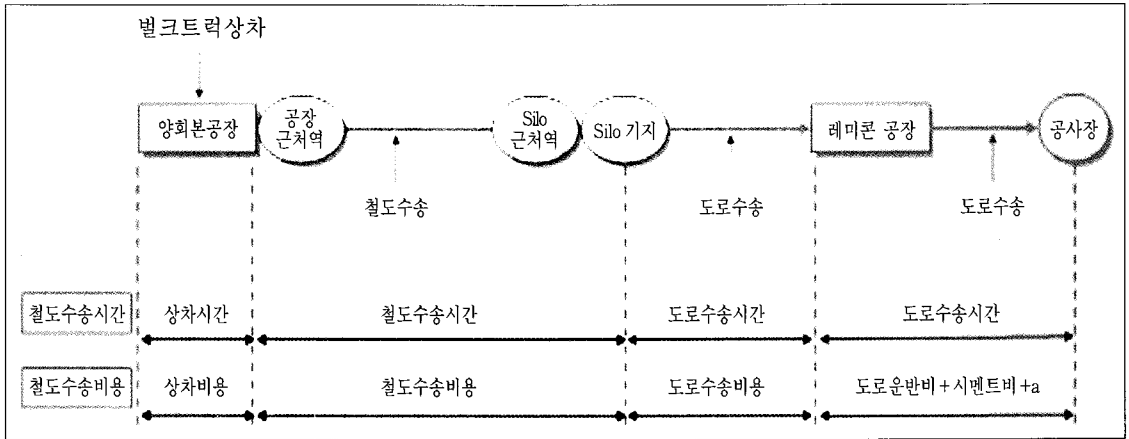 벌크트럭상차
양회본공장
공장
근처역
Silo
근처역
Silo 기지
레미콘 공장
공사장
철도수송
도로수송
도로수송
철도수송시간
상차시간
철도수송시간
도로수송시간
도로수송시간
철도수송비용
상차비용
철도수송비용
도로수송비용
도로운반비+시멘트비+a